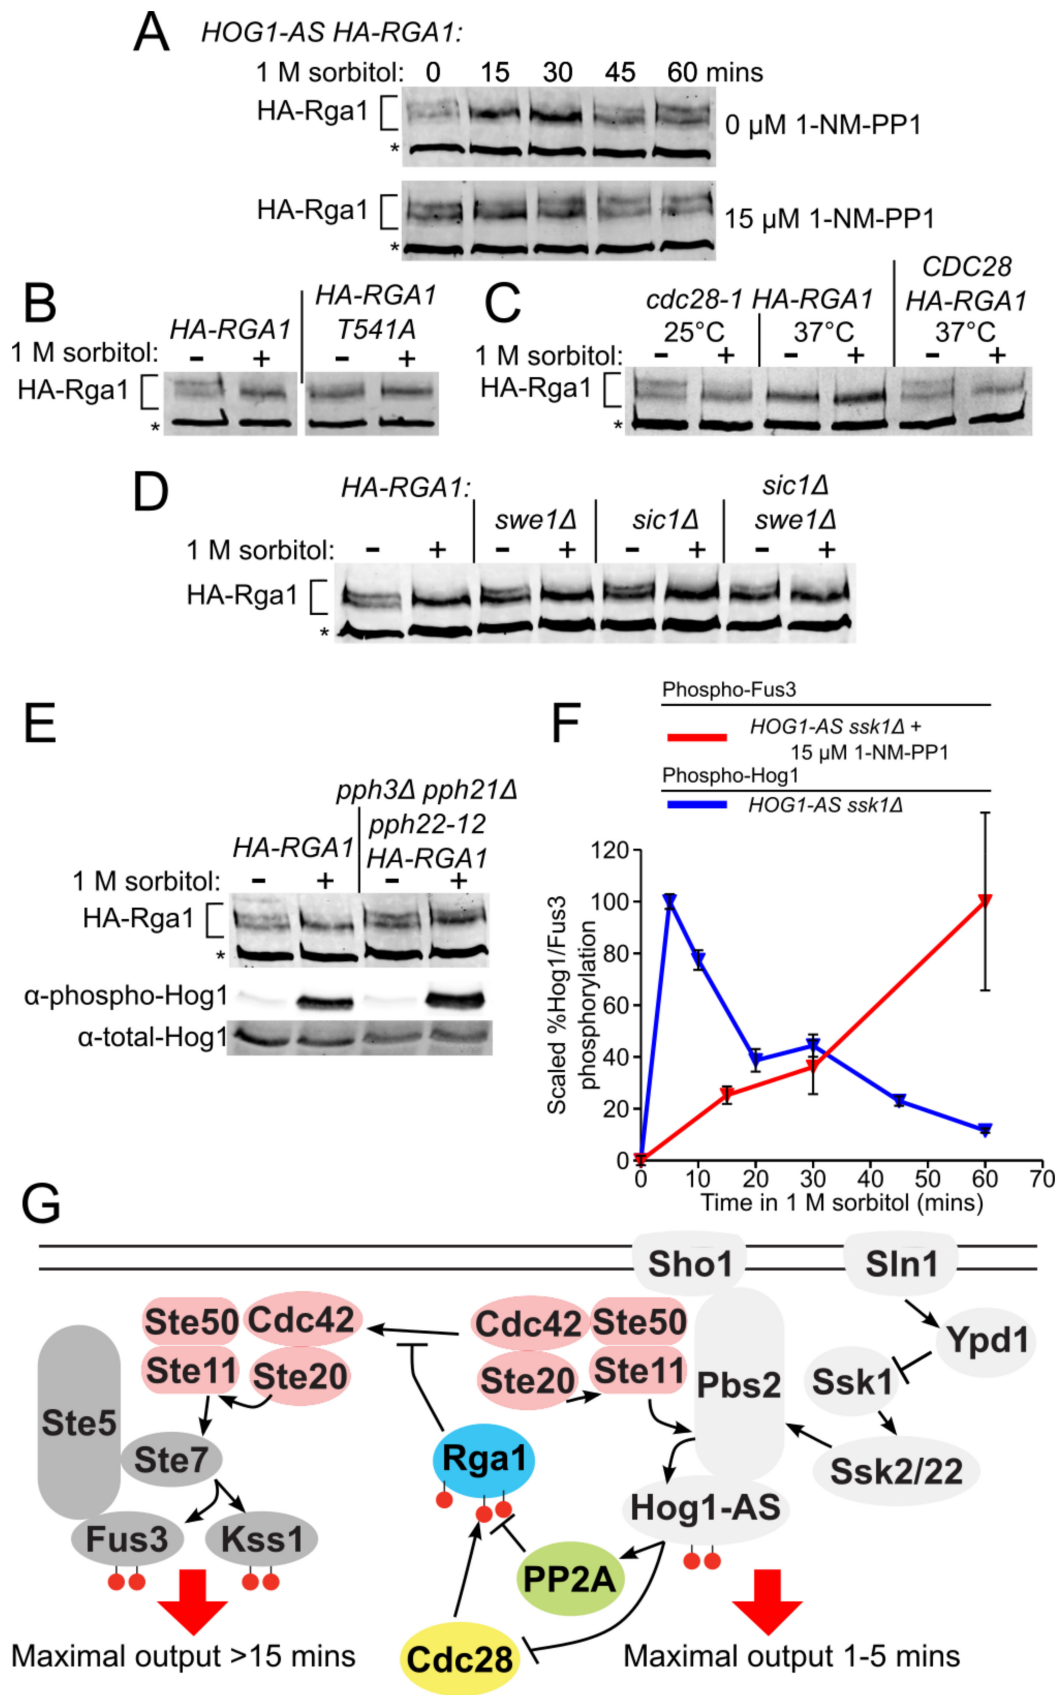 A
HOG1-AS HA-RGA1:
1 M sorbitol: 0 15 30 45 60 mins
HA-Rga1
0 µM 1-NM-PP1
*
HA-Rga1
15 µM 1-NM-PP1
*
B
HA-RGA1
HA-RGA1
T541A
1 M sorbitol: - + - +
HA-Rga1
*
C
cdc28-1 HA-RGA1
CDC28
HA-RGA1
25°C 37°C 37°C
1 M sorbitol: - + - + - +
HA-Rga1
*
D
HA-RGA1:
swe1Δ
sic1Δ
sic1Δ
swe1Δ
1 M sorbitol: - + - + - + - +
HA-Rga1
*
E
HA-RGA1
pph3Δ pph21Δ
pph22-12
HA-RGA1
1 M sorbitol: - + - +
HA-Rga1
*
α-phospho-Hog1
α-total-Hog1
F
Phospho-Fus3
HOG1-AS ssk1Δ +
15 µM 1-NM-PP1
Phospho-Hog1
HOG1-AS ssk1Δ
Scaled %Hog1/Fus3
phosphorylation
120
100
80
60
40
20
0
0 10 20 30 40 50 60 70
Time in 1 M sorbitol (mins)
G
Sho1
Sln1
Ste50
Cdc42
Cdc42
Ste50
Ypd1
Ste11
Ste20
Ste20
Ste11
Pbs2
Ssk1
Ste5
Ste7
Rga1
Ssk2/22
Hog1-AS
Fus3
Kss1
PP2A
Cdc28
Maximal output >15 mins
Maximal output 1-5 mins